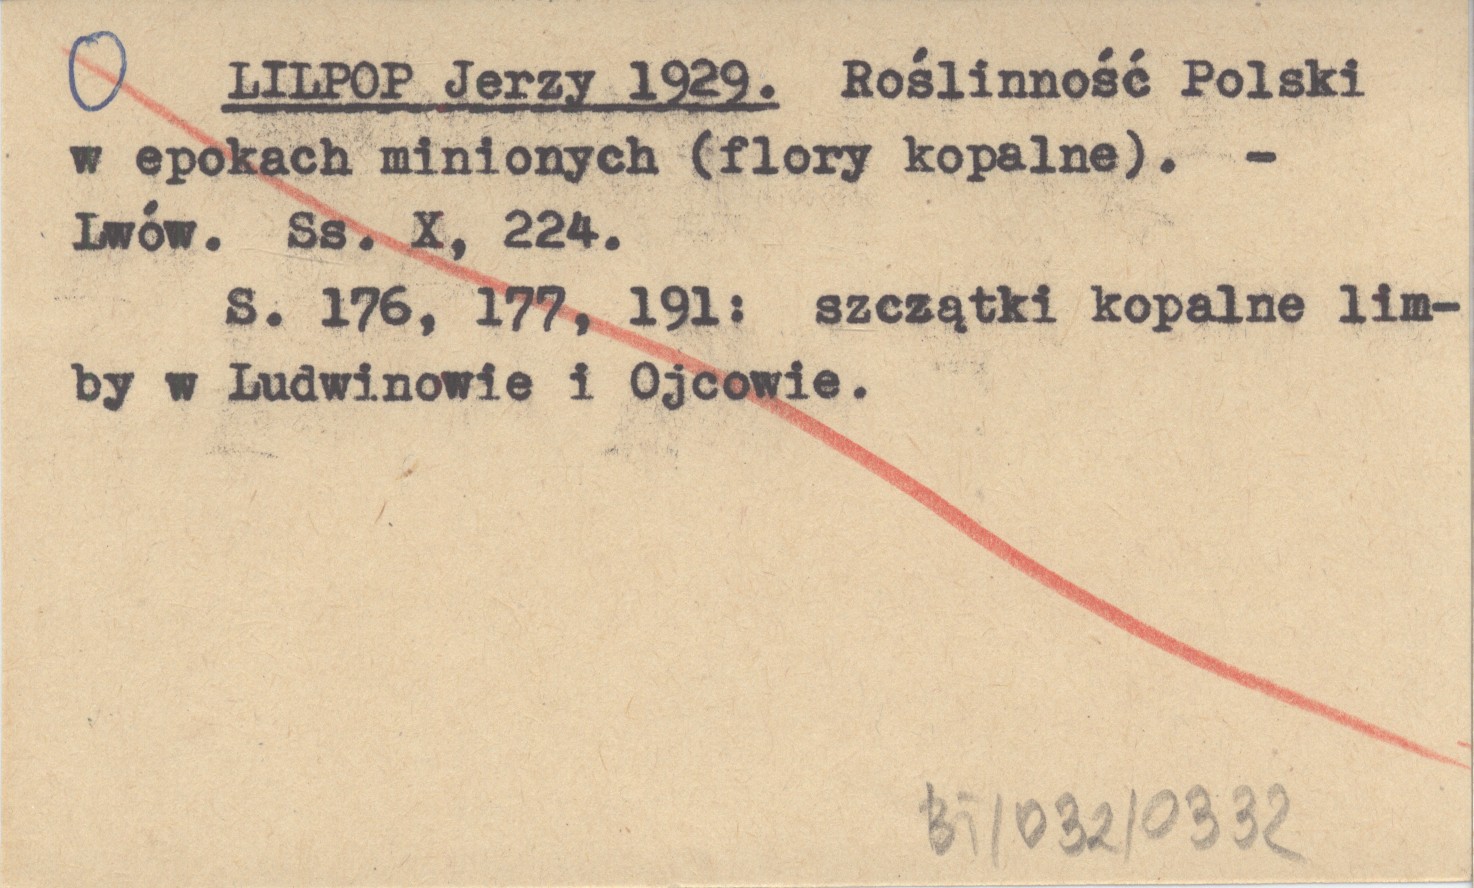 LILPOP Jerzy 1929. Roślinność Polski
w epokach minionych (flory kopalne). -
Lwów. Ss. X, 224.
S. 176, 177, 191: szczątki kopalne lim-
by w Ludwinowie i Ojcowie.
Bi/032/0332